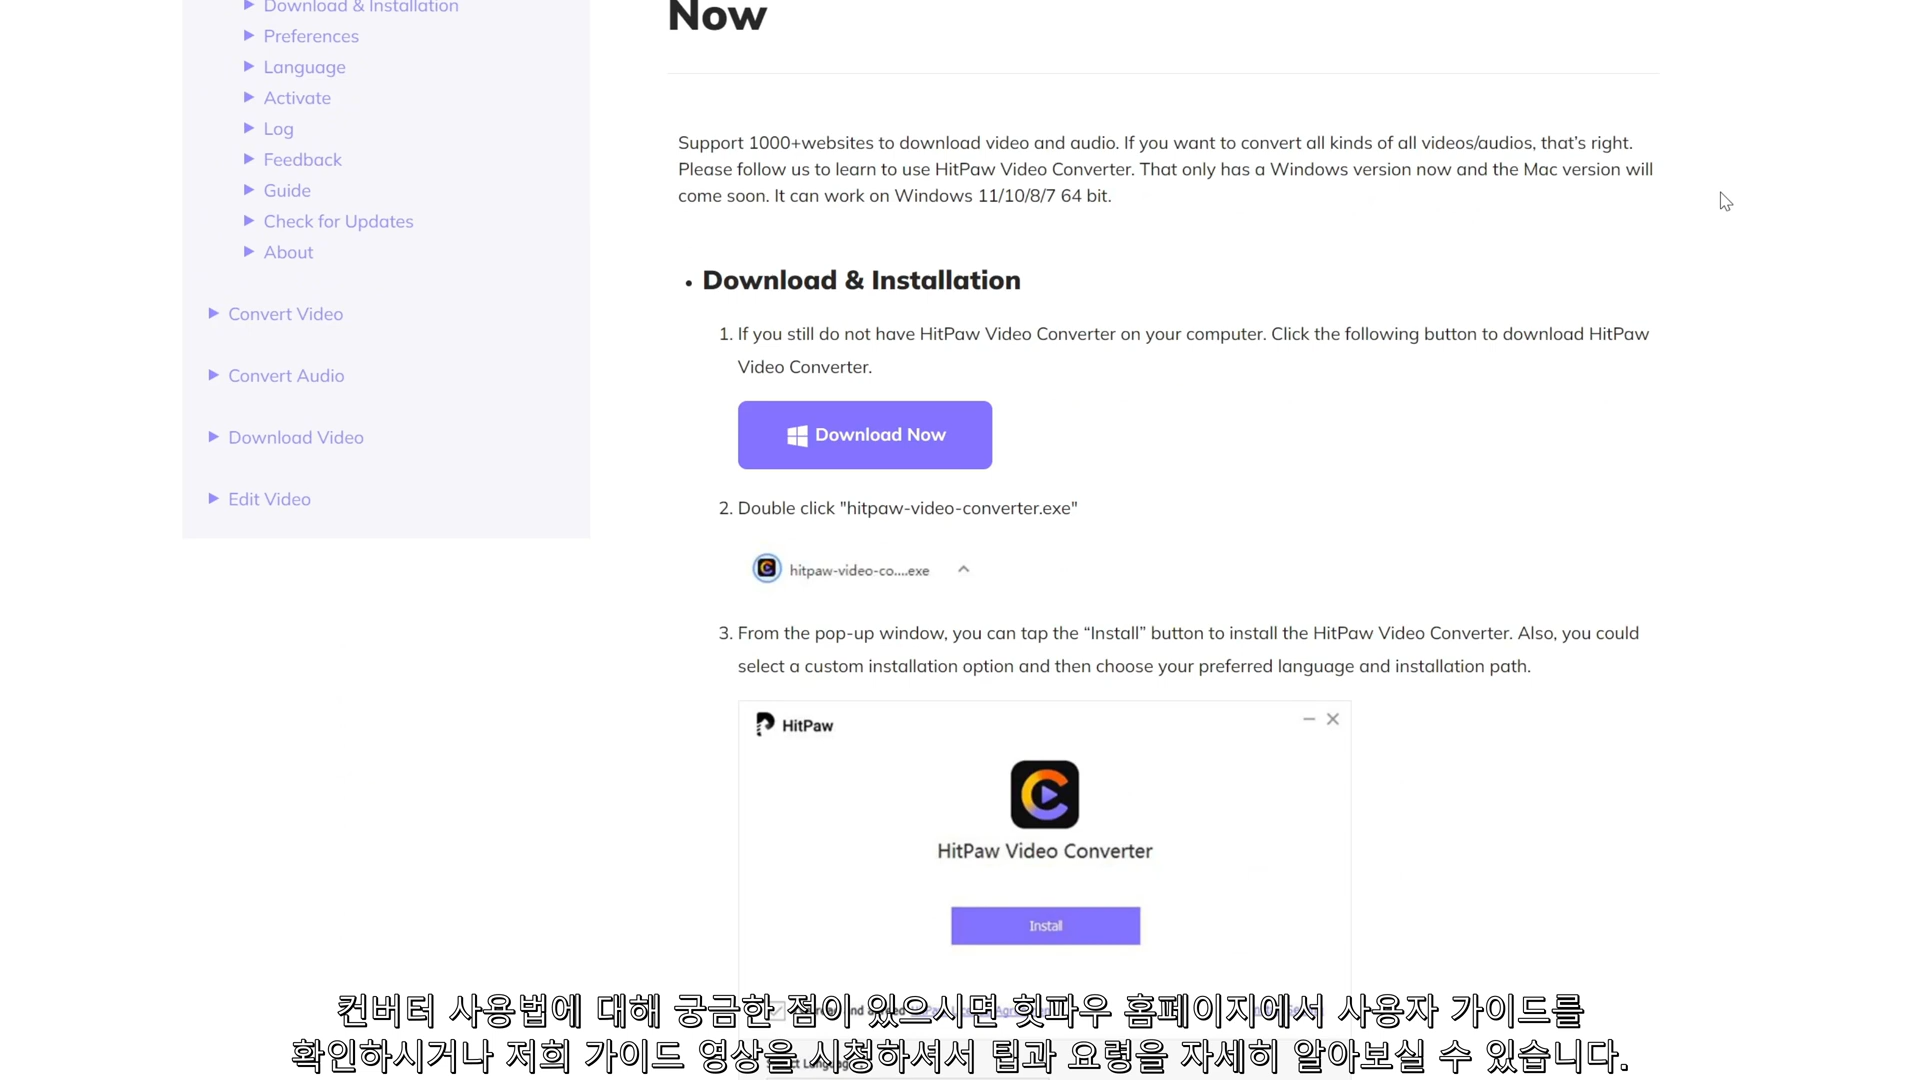 Download & Installation
Preferences
Language
Activate
Log
Feedback
Guide
Check for Updates
About
Convert Video
Convert Audio
Download Video
Edit Video
Now
Support 1000+websites to download video and audio. If you want to convert all kinds of all videos/audios, that’s right.
Please follow us to learn to use HitPaw Video Converter. That only has a Windows version now and the Mac version will
come soon. It can work on Windows 11/10/8/7 64 bit.
• Download & Installation
1. If you still do not have HitPaw Video Converter on your computer. Click the following button to download HitPaw
Video Converter.
Download Now
2. Double click "hitpaw-video-converter.exe"
hitpaw-video-co....exe
3. From the pop-up window, you can tap the “Install” button to install the HitPaw Video Converter. Also, you could
select a custom installation option and then choose your preferred language and installation path.
HitPaw
HitPaw Video Converter
Install
컨버터 사용법에 대해 궁금한 점이 있으시면 힛파우 홈페이지에서 사용자 가이드를
확인하시거나 저희 가이드 영상을 시청하셔서 팁과 요령을 자세히 알아보실 수 있습니다.